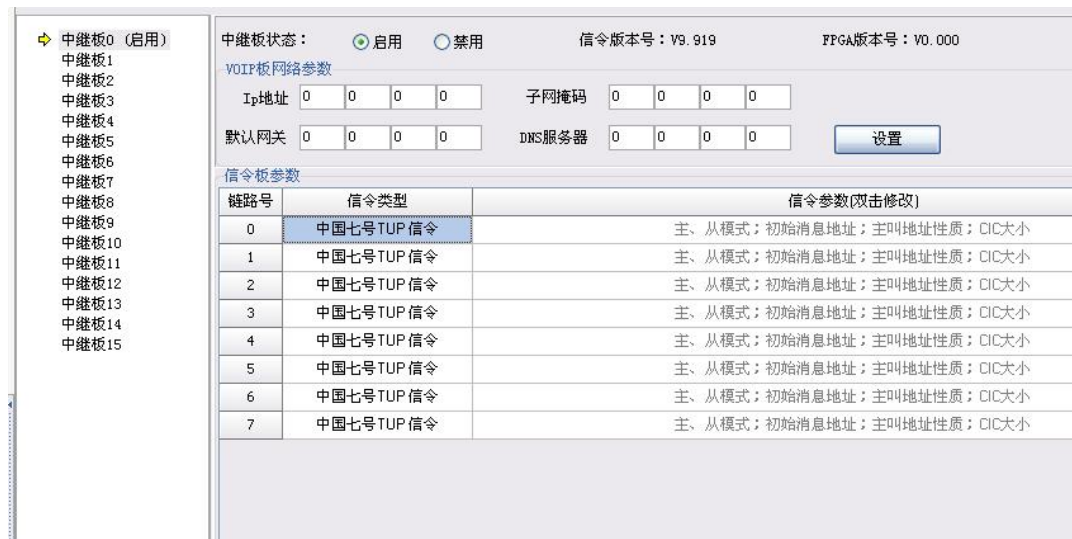 中继板0 (启用)
中继板1
中继板2
中继板3
中继板4
中继板5
中继板6
中继板7
中继板8
中继板9
中继板10
中继板11
中继板12
中继板13
中继板14
中继板15
中继板状态： 启用 禁用 信令版本号：V9.919 FPGA版本号：V0.000
VOIP板网络参数
Ip地址 0 0 0 0 子网掩码 0 0 0 0
默认网关 0 0 0 0 DNS服务器 0 0 0 0 设置
信令板参数
链路号 信令类型 信令参数(双击修改)
0 中国七号TUP信令 主、从模式；初始消息地址；主叫地址性质；CIC大小
1 中国七号TUP信令 主、从模式；初始消息地址；主叫地址性质；CIC大小
2 中国七号TUP信令 主、从模式；初始消息地址；主叫地址性质；CIC大小
3 中国七号TUP信令 主、从模式；初始消息地址；主叫地址性质；CIC大小
4 中国七号TUP信令 主、从模式；初始消息地址；主叫地址性质；CIC大小
5 中国七号TUP信令 主、从模式；初始消息地址；主叫地址性质；CIC大小
6 中国七号TUP信令 主、从模式；初始消息地址；主叫地址性质；CIC大小
7 中国七号TUP信令 主、从模式；初始消息地址；主叫地址性质；CIC大小